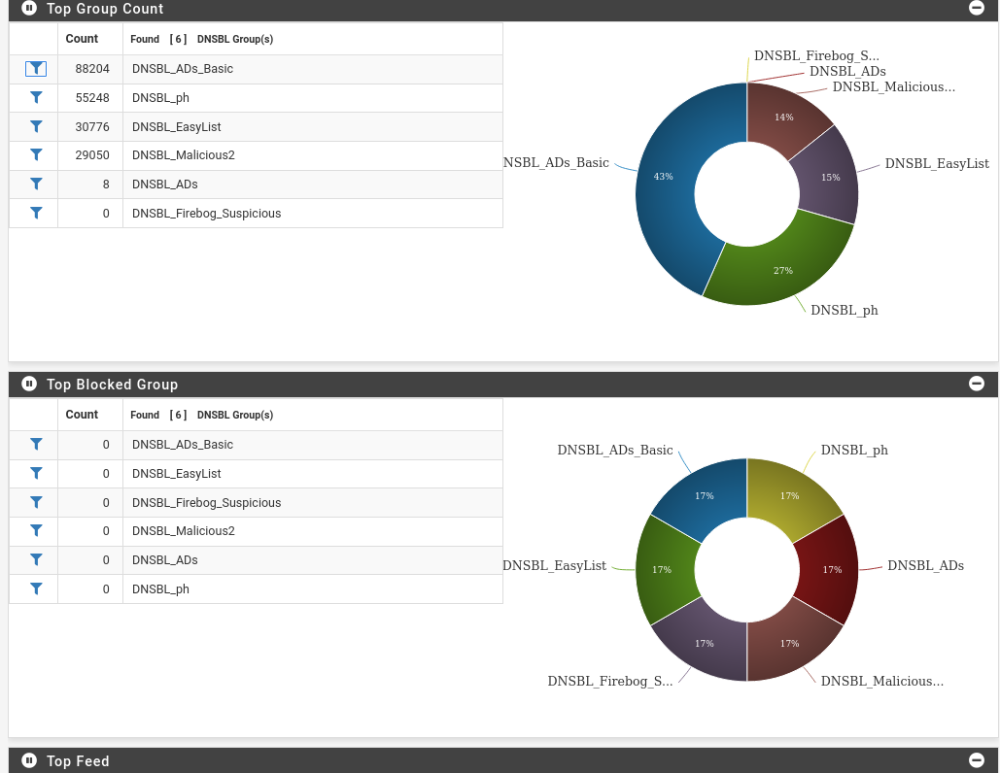 Top Group Count
Count Found [ 6 ] DNSBL Group(s)
88204 DNSBL_ADs_Basic
55248 DNSBL_ph
30776 DNSBL_EasyList
29050 DNSBL_Malicious2
8 DNSBL_ADs
0 DNSBL_Firebog_Suspicious
DNSBL_Firebog_S...
DNSBL_ADs
DNSBL_Malicious...
14%
NSBL_ADs_Basic
DNSBL_EasyList
43%
15%
27%
DNSBL_ph
Top Blocked Group
Count Found [ 6 ] DNSBL Group(s)
0 DNSBL_ADs_Basic
0 DNSBL_EasyList
0 DNSBL_Firebog_Suspicious
0 DNSBL_Malicious2
0 DNSBL_ADs
0 DNSBL_ph
DNSBL_ADs_Basic
DNSBL_ph
17%
17%
DNSBL_EasyList
17%
17%
DNSBL_ADs
17%
17%
DNSBL_Firebog_S...
DNSBL_Malicious...
Top Feed